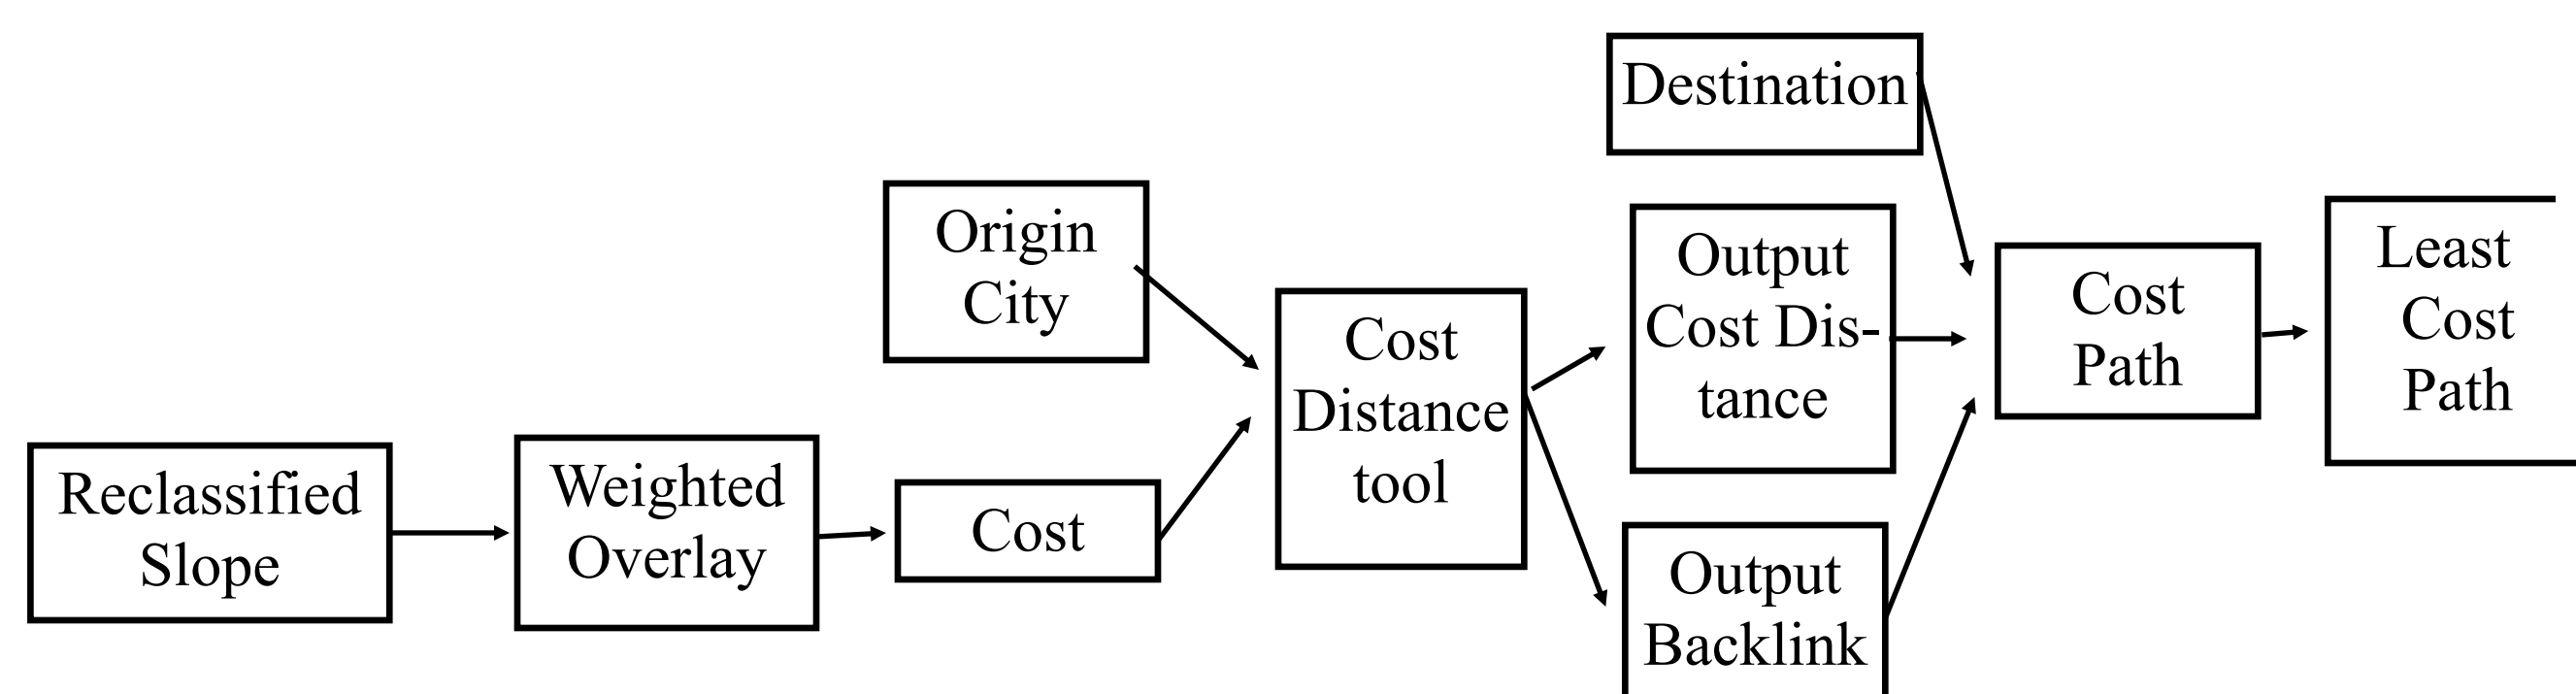 Reclassified
Slope
Weighted
Overlay
Origin
City
Cost
Cost
Distance
tool
Destination
Output
Cost Dis-
tance
Output
Backlink
Cost
Path
Least
Cost
Path